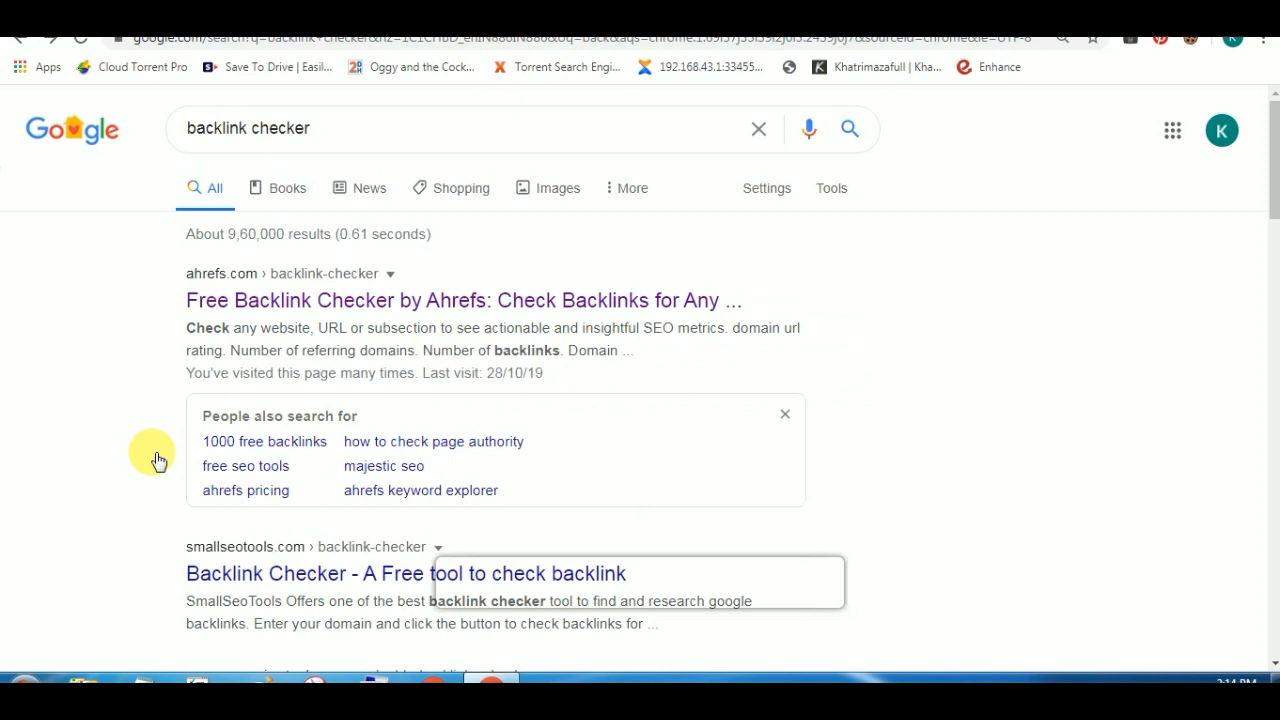 Apps Cloud Torrent Pro Save To Drive | Easil... Oggy and the Cock... Torrent Search Engi... 192.168.43.1:33455... Khatrimazafull | Kha... Enhance
Google
backlink checker
K
All Books News Shopping Images More Settings Tools
About 9,60,000 results (0.61 seconds)
ahrefs.com › backlink-checker
Free Backlink Checker by Ahrefs: Check Backlinks for Any ...
Check any website, URL or subsection to see actionable and insightful SEO metrics. domain url
rating. Number of referring domains. Number of backlinks. Domain ...
You've visited this page many times. Last visit: 28/10/19
People also search for
1000 free backlinks how to check page authority
free seo tools majestic seo
ahrefs pricing ahrefs keyword explorer
smallseotools.com › backlink-checker
Backlink Checker - A Free tool to check backlink
SmallSeoTools Offers one of the best backlink checker tool to find and research google
backlinks. Enter your domain and click the button to check backlinks for ...